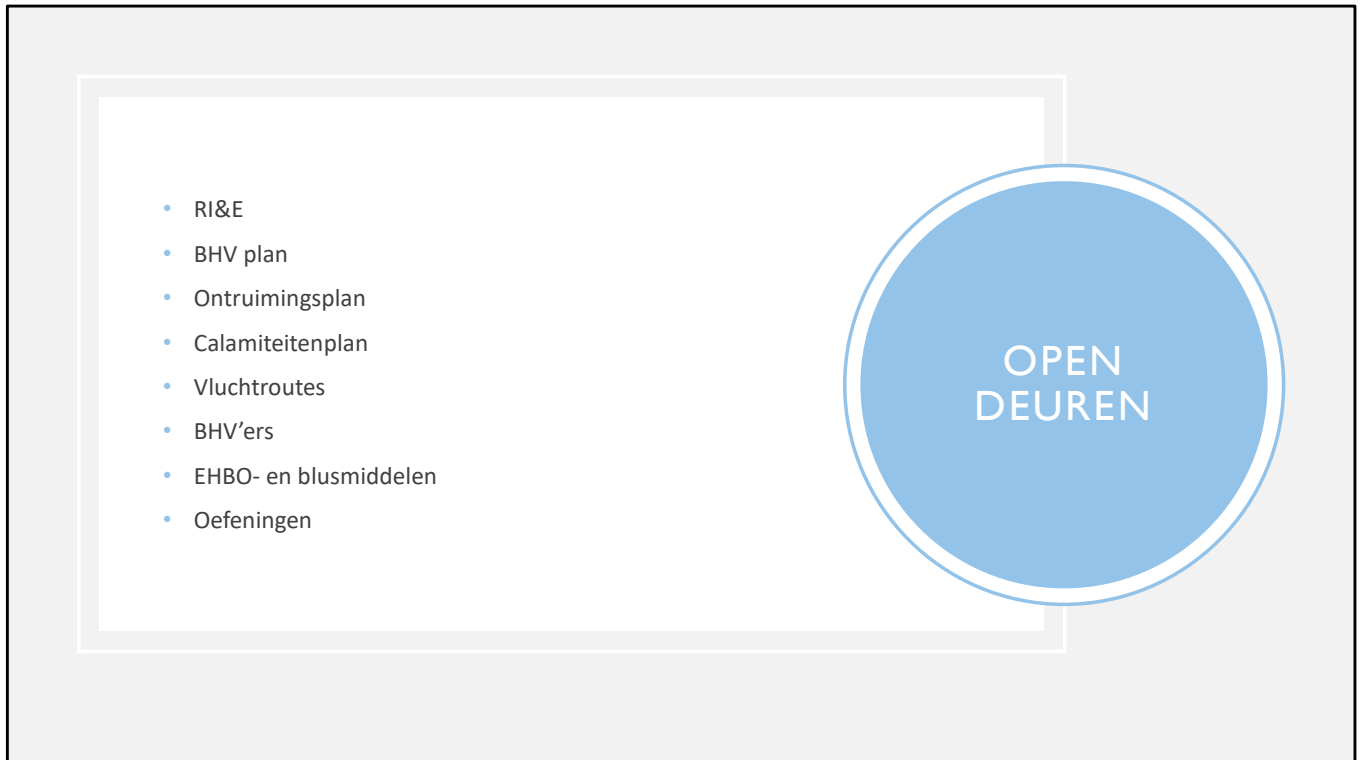 • RI&E
• BHV plan
• Ontruimingsplan
• Calamiteitenplan
• Vluchtroutes
• BHV’ers
• EHBO- en blusmiddelen
• Oefeningen
OPEN
DEUREN